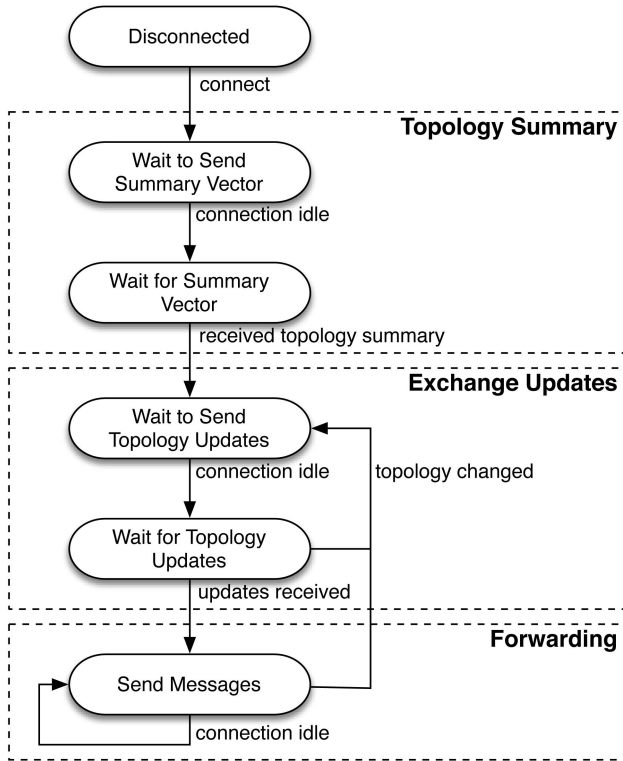 Disconnected
connect
Topology Summary
Wait to Send
Summary Vector
connection idle
Wait for Summary
Vector
received topology summary
Exchange Updates
Wait to Send
Topology Updates
connection idle
topology changed
Wait for Topology
Updates
updates received
Forwarding
Send Messages
connection idle